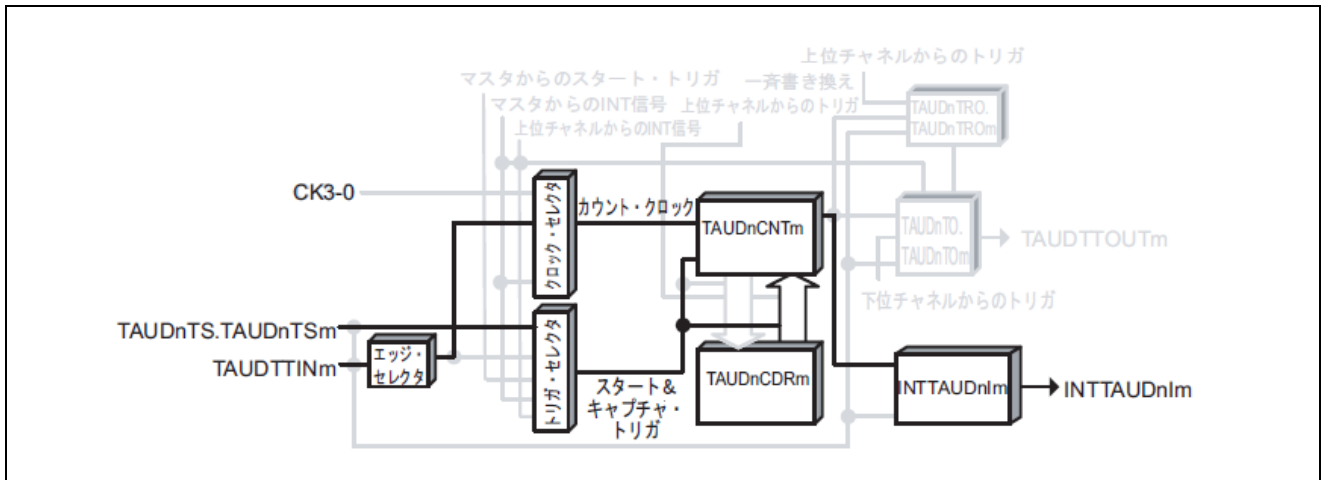 上位チャネルからのトリガ
マスタからのスタート・トリガ
一斉書き換え
マスタからのINT信号
上位チャネルからのトリガ
上位チャネルからのINT信号
TAUDnTRO.
TAUDnTROm
CK3-0
クロック・セレクタ
カウント・クロック
TAUDnCNTm
TAUDnTO.
TAUDnTOm
TAUDTTOUTm
下位チャネルからのトリガ
TAUDnTS.TAUDnTSm
TAUDTTINm
エッジ・
セレクタ
トリガ・セレクタ
スタート&
キャプチャ・
トリガ
TAUDnCDRm
INTTAUDnIm
INTTAUDnIm